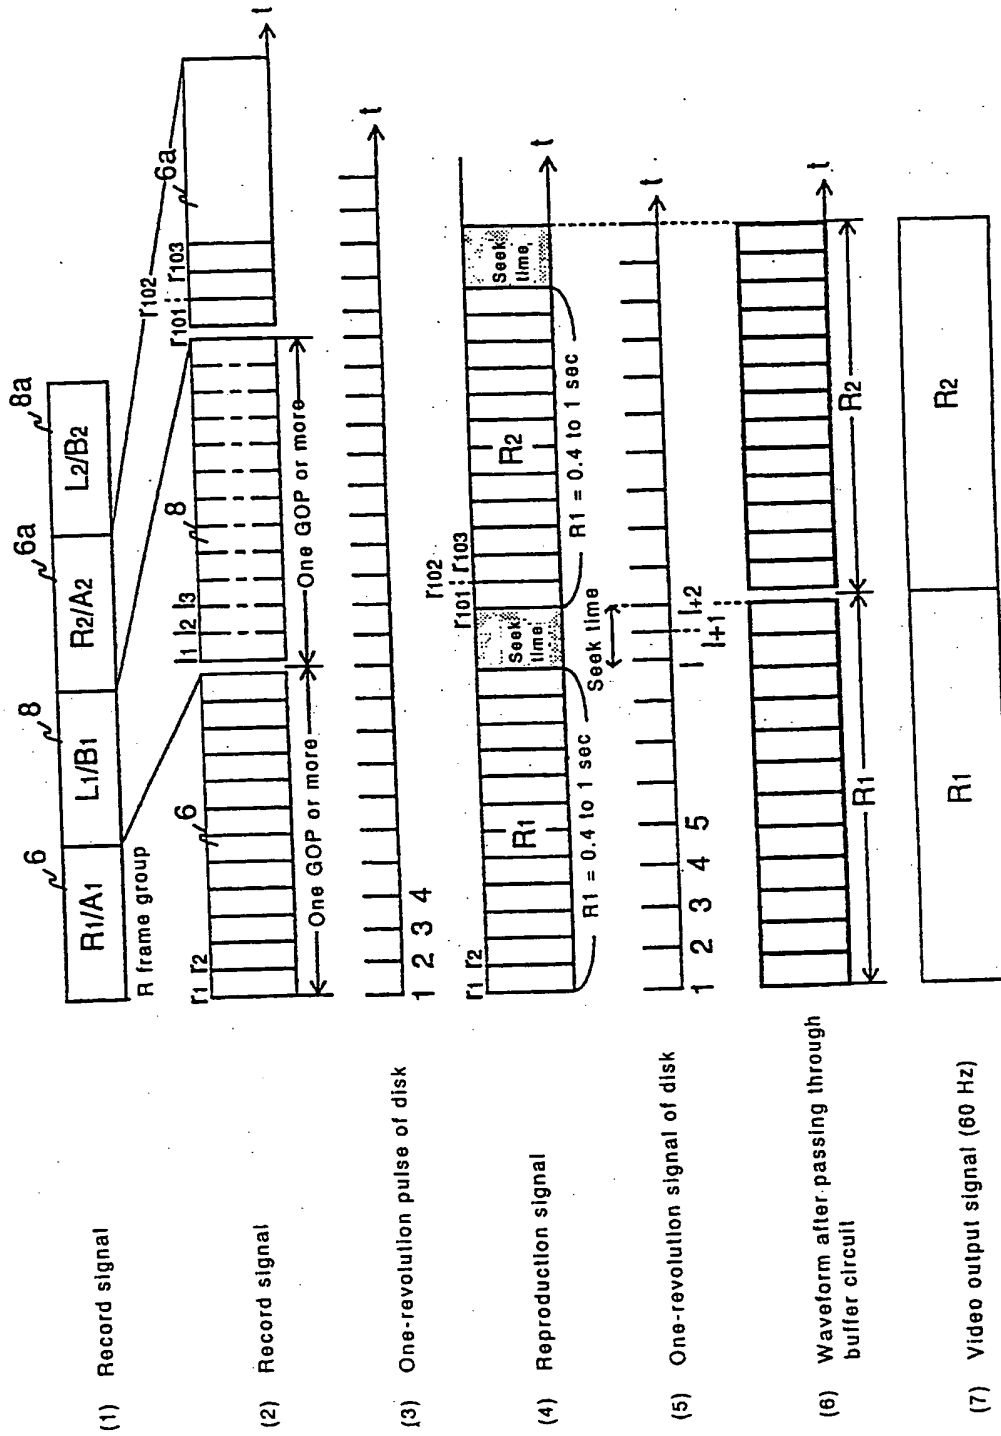 (1) Record signal
6
8
6a
8a
R1/A1
L1/B1
R2/A2
L2/B2
R frame group
(2) Record signal
r1 r2
6
l1 l2 l3
8
r101 r102 r103
6a
t
One GOP or more
One GOP or more
(3) One-revolution pulse of disk
1 2 3 4
t
(4) Reproduction signal
r1 r2
R1
Seek time
r101 r102 r103
R2
Seek time
t
R1 = 0.4 to 1 sec
R1 = 0.4 to 1 sec
Seek time
(5) One-revolution signal of disk
1 2 3 4 5
l l+1 l+2
t
(6) Waveform after passing through
buffer circuit
t
R1
R2
(7) Video output signal (60 Hz)
R1
R2